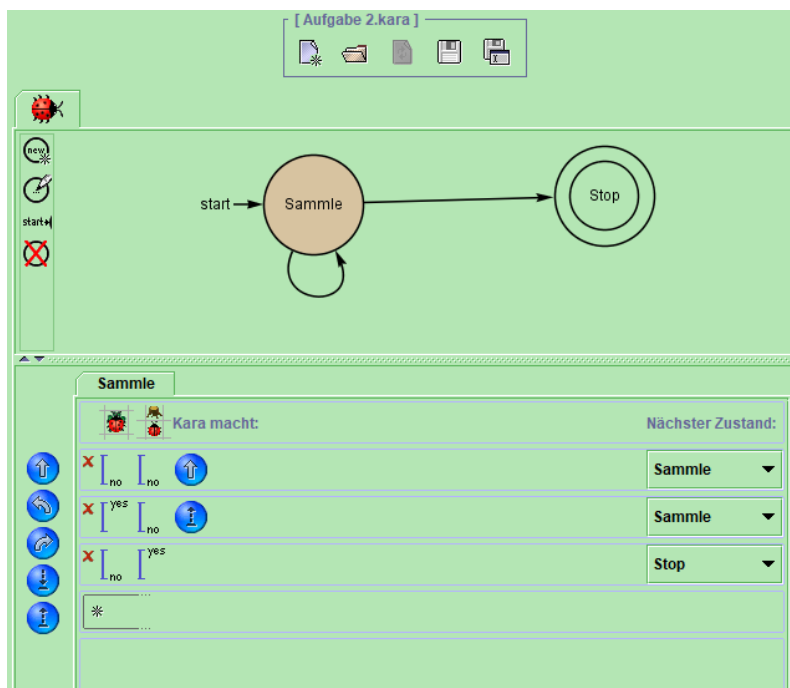 [ Aufgabe 2.kara ]
new
start
start
Sammle
Stop
Sammle
Kara macht:
Nächster Zustand:
no
no
Sammle
yes
no
Sammle
no
yes
Stop